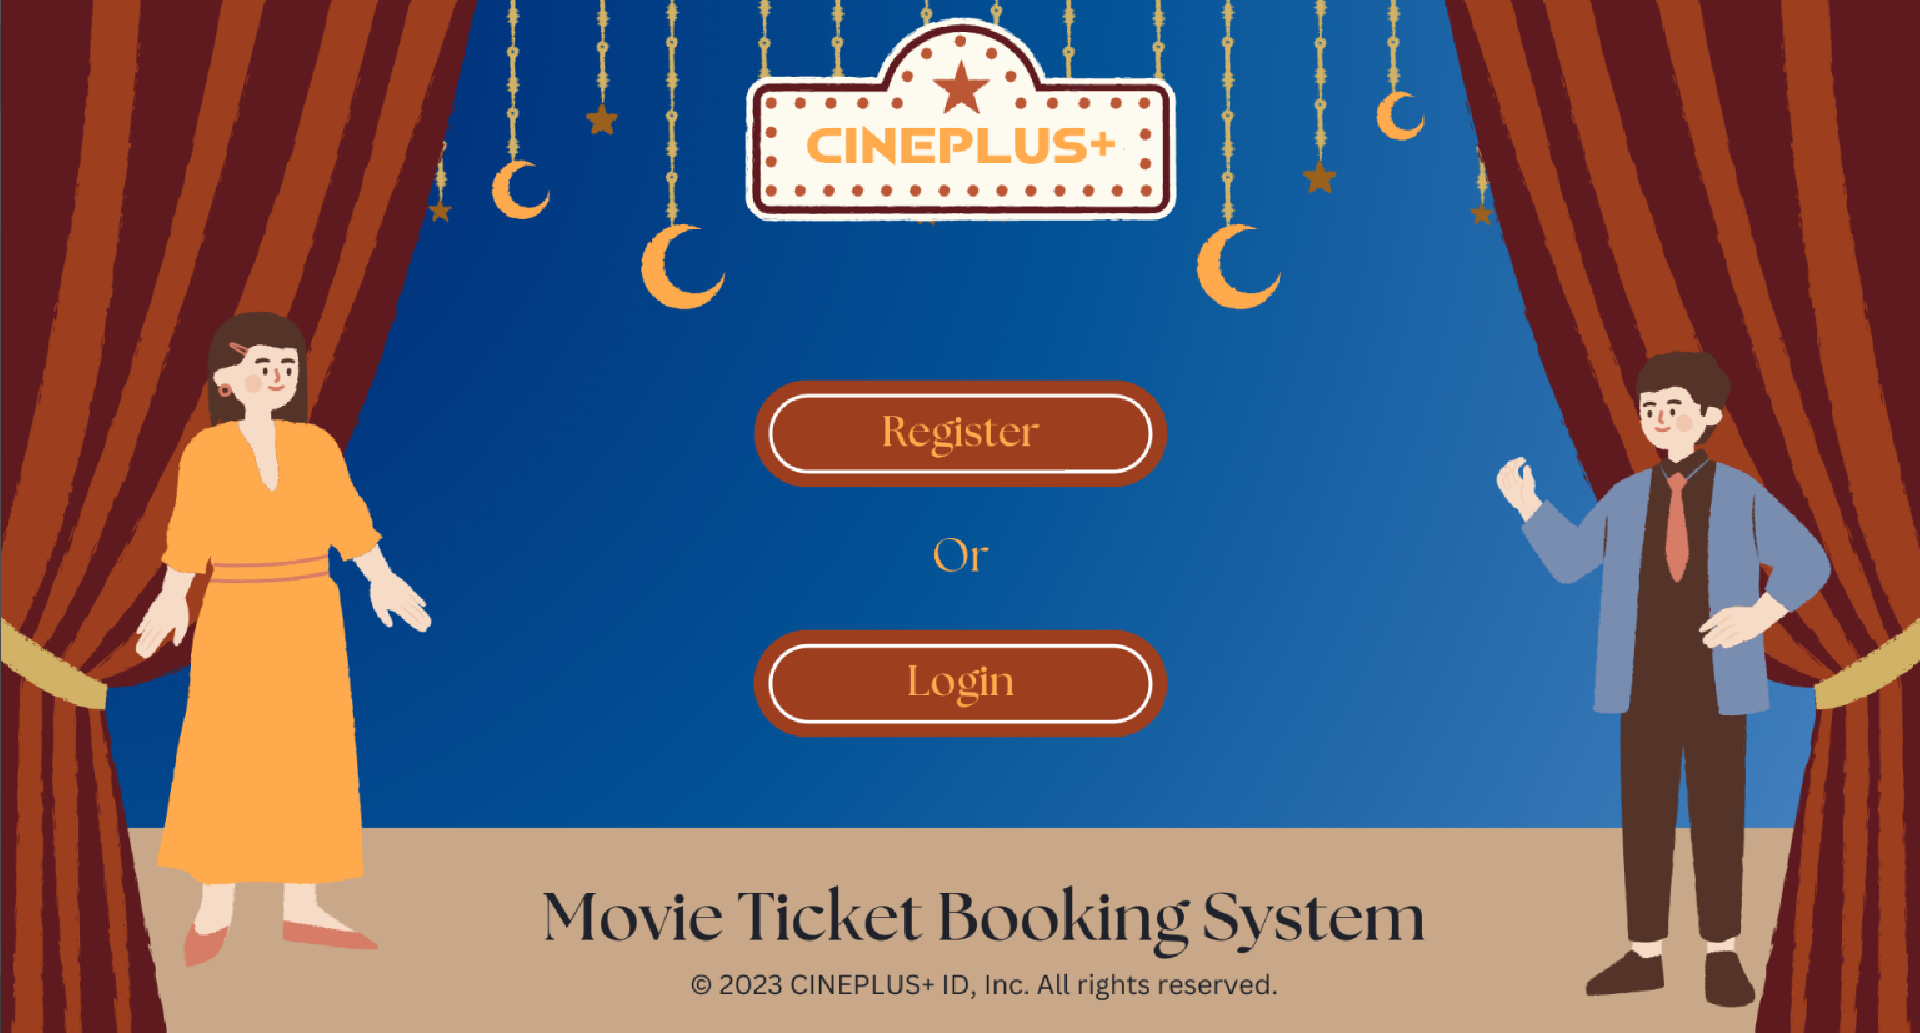 CINEPLUS+
Register
Or
Login
Movie Ticket Booking System
© 2023 CINEPLUS+ ID, Inc. All rights reserved.